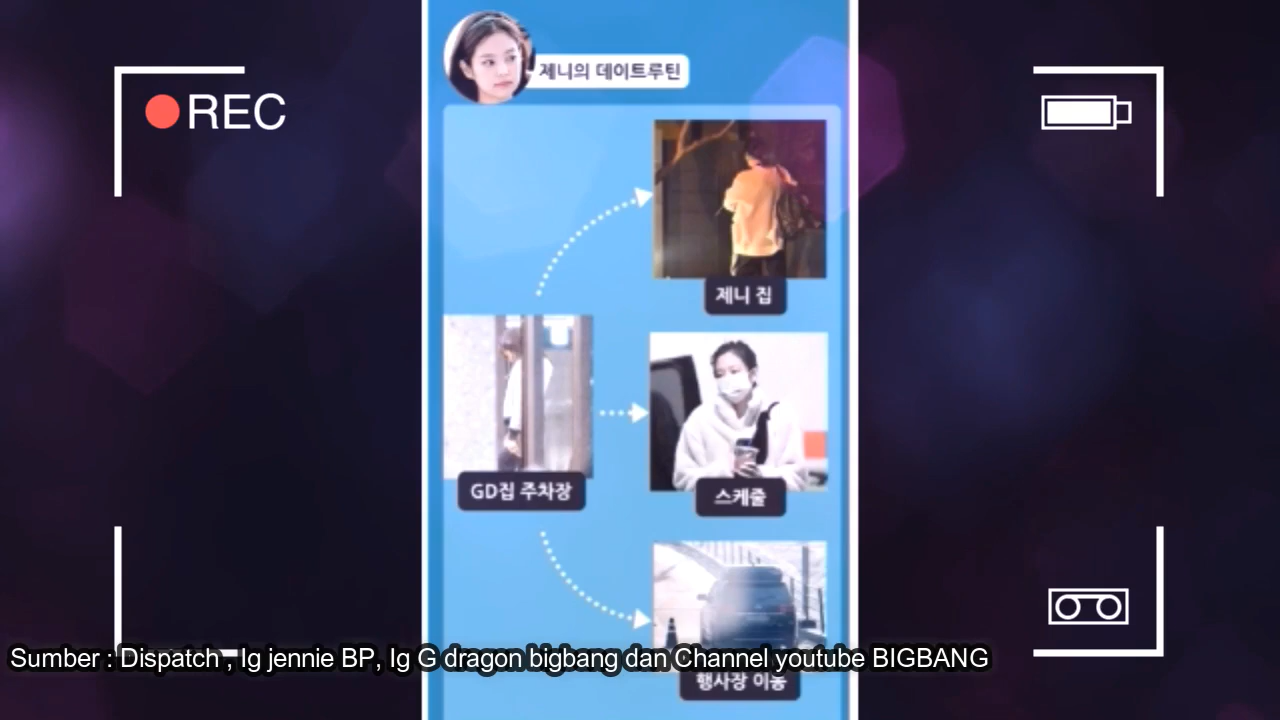 REC
제니의 데이트루틴
제니 집
GD집 주차장
스케줄
Sumber : Dispatch , Ig jennie BP, Ig G dragon bigbang dan Channel youtube BIGBANG
행사장 이동